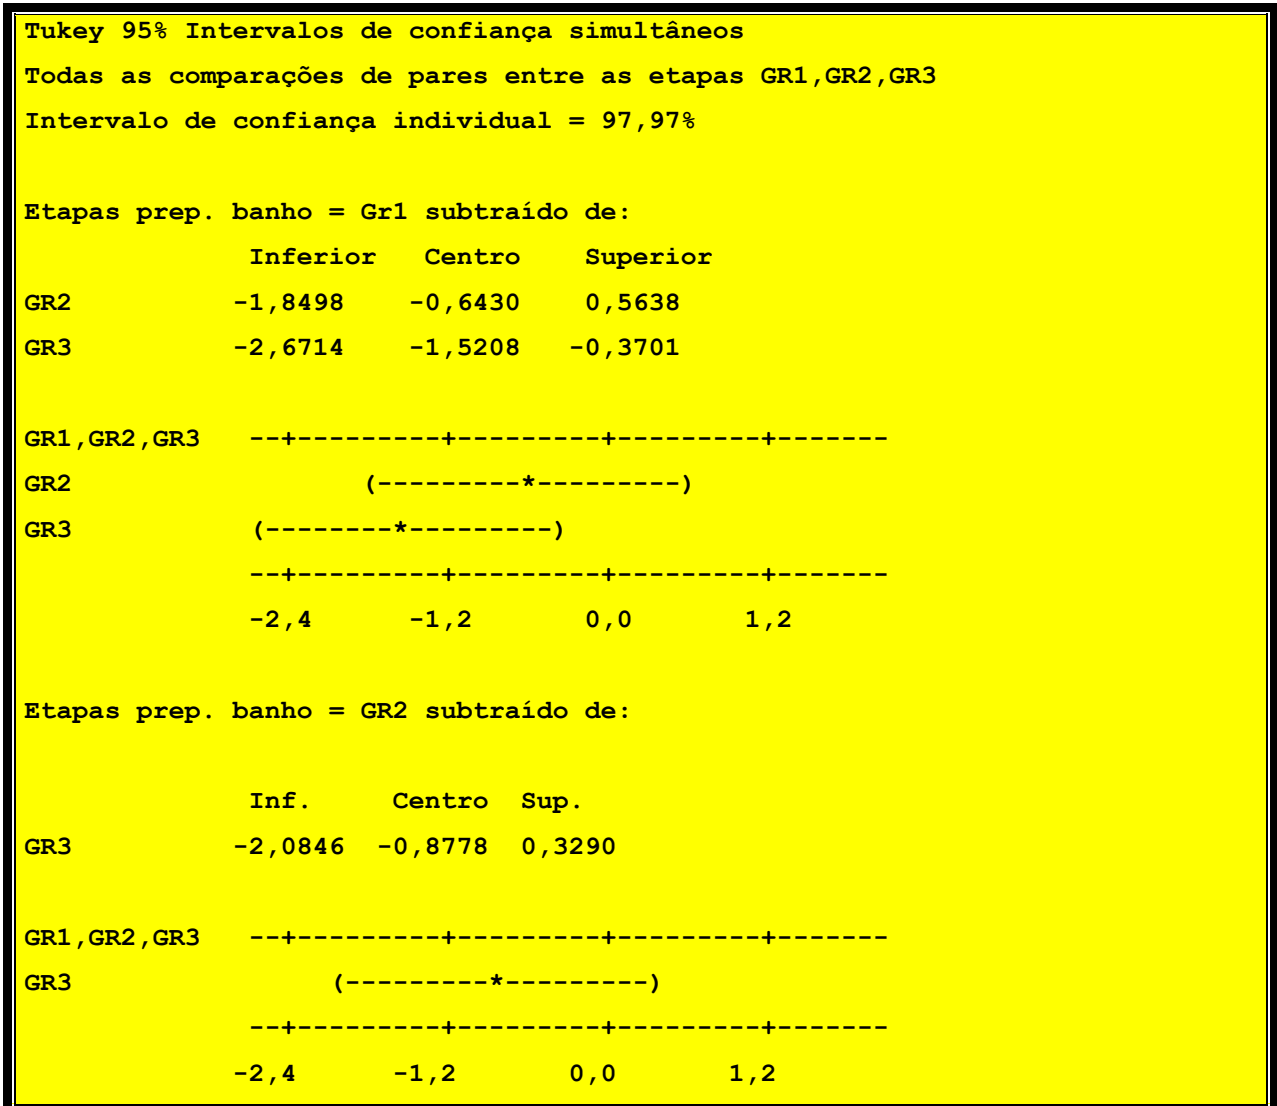 Tukey 95% Intervalos de confiança simultâneos
Todas as comparações de pares entre as etapas GR1,GR2,GR3
Intervalo de confiança individual = 97,97%
Etapas prep. banho = Gr1 subtraído de:
Inferior Centro Superior
GR2 -1,8498 -0,6430 0,5638
GR3 -2,6714 -1,5208 -0,3701
GR1,GR2,GR3 --+---------+---------+---------+-------
GR2 (---------*---------)
GR3 (--------*---------)
--+---------+---------+---------+-------
-2,4 -1,2 0,0 1,2
Etapas prep. banho = GR2 subtraído de:
Inf. Centro Sup.
GR3 -2,0846 -0,8778 0,3290
GR1,GR2,GR3 --+---------+---------+---------+-------
GR3 (---------*---------)
--+---------+---------+---------+-------
-2,4 -1,2 0,0 1,2